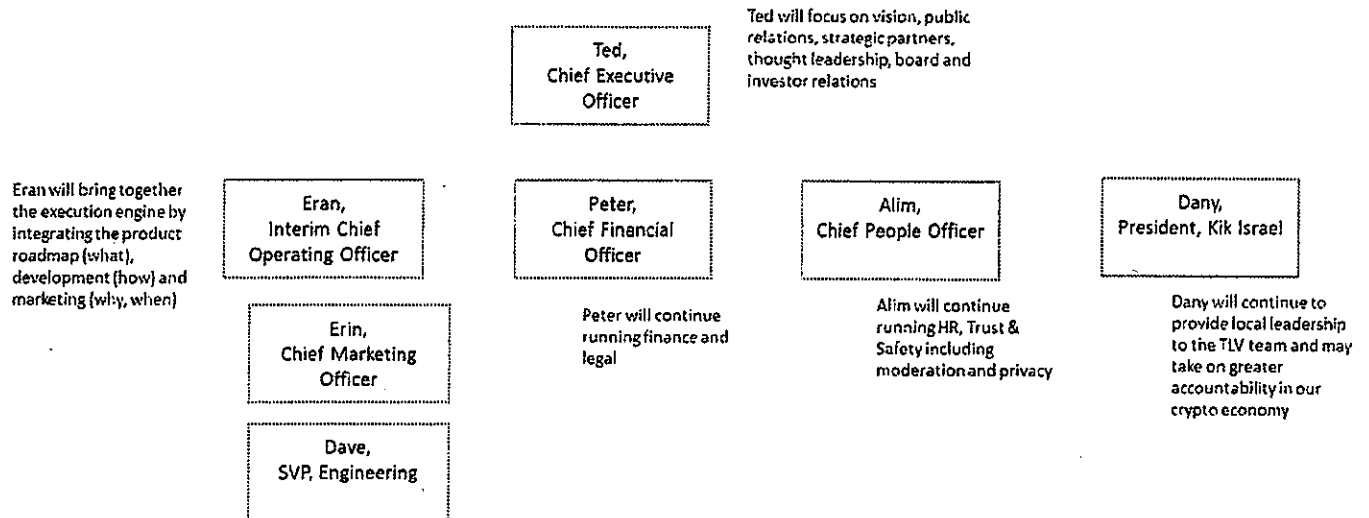 Ted,
Chief Executive
Officer
Ted will focus on vision, public
relations, strategic partners,
thought leadership, board and
investor relations
Eran will bring together
the execution engine by
integrating the product
roadmap (what),
development (how) and
marketing (why, when)
Eran,
Interim Chief
Operating Officer
Peter,
Chief Financial
Officer
Alim,
Chief People Officer
Dany,
President, Kik Israel
Erin,
Chief Marketing
Officer
Dave,
SVP, Engineering
Peter will continue
running finance and
legal
Alim will continue
running HR, Trust &
Safety including
moderation and privacy
Dany will continue to
provide local leadership
to the TLV team and may
take on greater
accountability in our
crypto economy